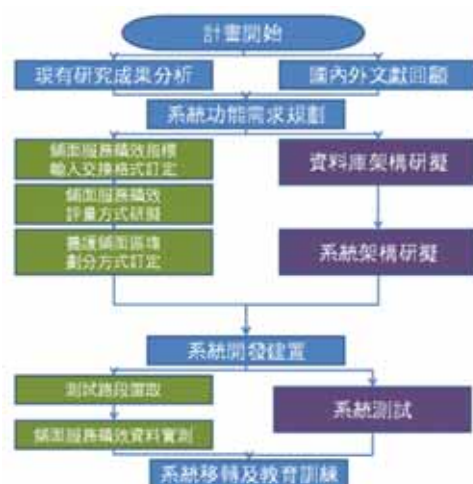 計畫開始
現有研究成果分析
國內外文獻回顧
系統功能需求規劃
鋪面服務績效指標
輸入交換格式訂定
資料庫架構研擬
鋪面服務績效
評量方式研擬
養護鋪面區塊
劃分方式訂定
系統架構研擬
系統開發建置
測試路段選取
系統測試
鋪面服務績效資料實測
系統移轉及教育訓練